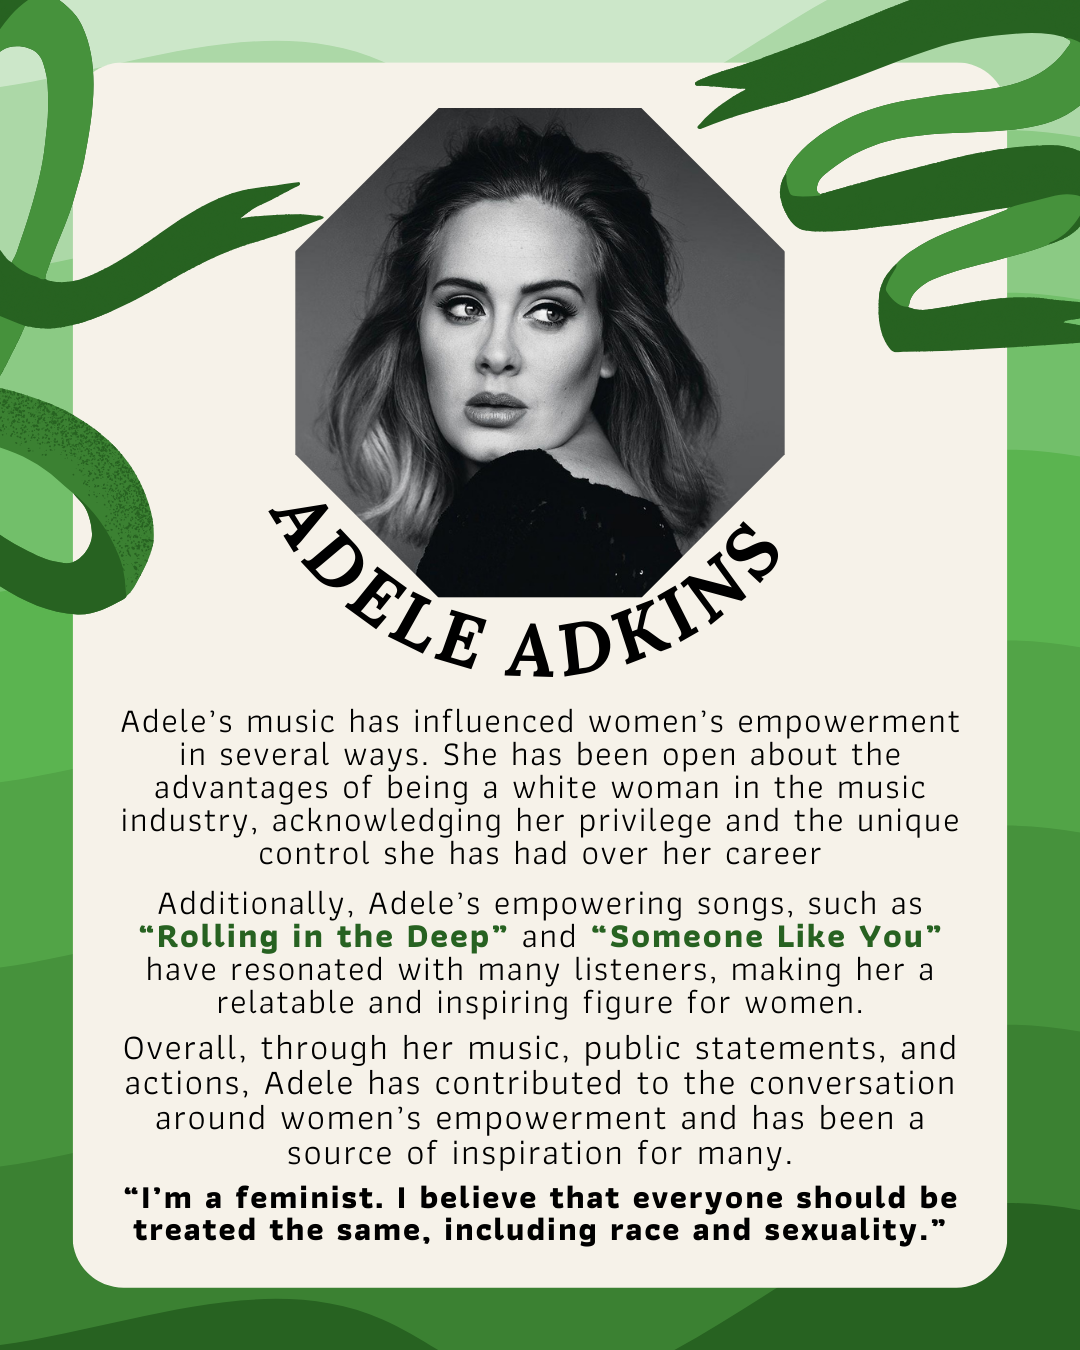 ADELE ADKINS
Adele’s music has influenced women’s empowerment
in several ways. She has been open about the
advantages of being a white woman in the music
industry, acknowledging her privilege and the unique
control she has had over her career
Additionally, Adele’s empowering songs, such as
“Rolling in the Deep” and “Someone Like You”
have resonated with many listeners, making her a
relatable and inspiring figure for women.
Overall, through her music, public statements, and
actions, Adele has contributed to the conversation
around women’s empowerment and has been a
source of inspiration for many.
“I’m a feminist. I believe that everyone should be
treated the same, including race and sexuality.”